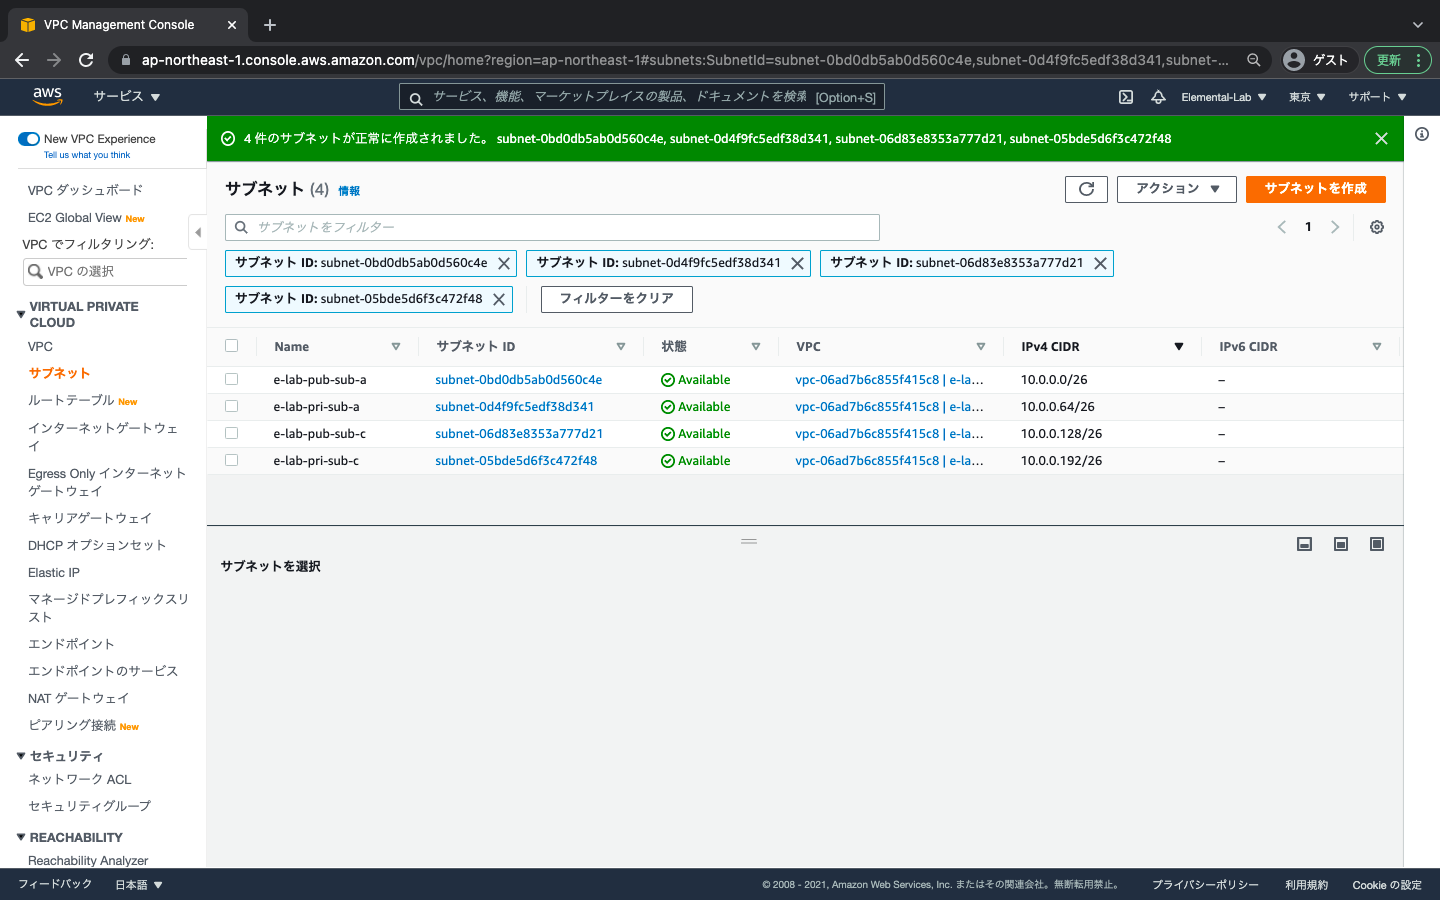 VPC Management Console
ap-northeast-1.console.aws.amazon.com/vpc/home?region=ap-northeast-1#subnets:SubnetId=subnet-0bd0db5ab0d560c4e,subnet-0d4f9fc5edf38d341,subnet-...
ゲスト
更新
aws
サービス
サービス、機能、マーケットプレイスの製品、ドキュメントを検索 [Option+S]
Elemental-Lab
東京
サポート
New VPC Experience
Tell us what you think
4 件のサブネットが正常に作成されました。 subnet-0bd0db5ab0d560c4e, subnet-0d4f9fc5edf38d341, subnet-06d83e8353a777d21, subnet-05bde5d6f3c472f48
VPC ダッシュボード
EC2 Global View New
VPC でフィルタリング:
VPC の選択
VIRTUAL PRIVATE
CLOUD
VPC
サブネット
ルートテーブル New
インターネットゲートウェ
イ
Egress Only インターネット
ゲートウェイ
キャリアゲートウェイ
DHCP オプションセット
Elastic IP
マネージドプレフィックスリ
スト
エンドポイント
エンドポイントのサービス
NAT ゲートウェイ
ピアリング接続 New
セキュリティ
ネットワーク ACL
セキュリティグループ
REACHABILITY
Reachability Analyzer
サブネット (4) 情報
アクション
サブネットを作成
サブネットをフィルター
1
サブネット ID: subnet-0bd0db5ab0d560c4e
サブネット ID: subnet-0d4f9fc5edf38d341
サブネット ID: subnet-06d83e8353a777d21
サブネット ID: subnet-05bde5d6f3c472f48
フィルターをクリア
Name サブネット ID 状態 VPC IPv4 CIDR IPv6 CIDR
e-lab-pub-sub-a subnet-0bd0db5ab0d560c4e Available vpc-06ad7b6c855f415c8 | e-la... 10.0.0.0/26 –
e-lab-pri-sub-a subnet-0d4f9fc5edf38d341 Available vpc-06ad7b6c855f415c8 | e-la... 10.0.0.64/26 –
e-lab-pub-sub-c subnet-06d83e8353a777d21 Available vpc-06ad7b6c855f415c8 | e-la... 10.0.0.128/26 –
e-lab-pri-sub-c subnet-05bde5d6f3c472f48 Available vpc-06ad7b6c855f415c8 | e-la... 10.0.0.192/26 –
サブネットを選択
フィードバック
日本語
© 2008 - 2021, Amazon Web Services, Inc. またはその関連会社。無断転用禁止。
プライバシーポリシー
利用規約
Cookie の設定